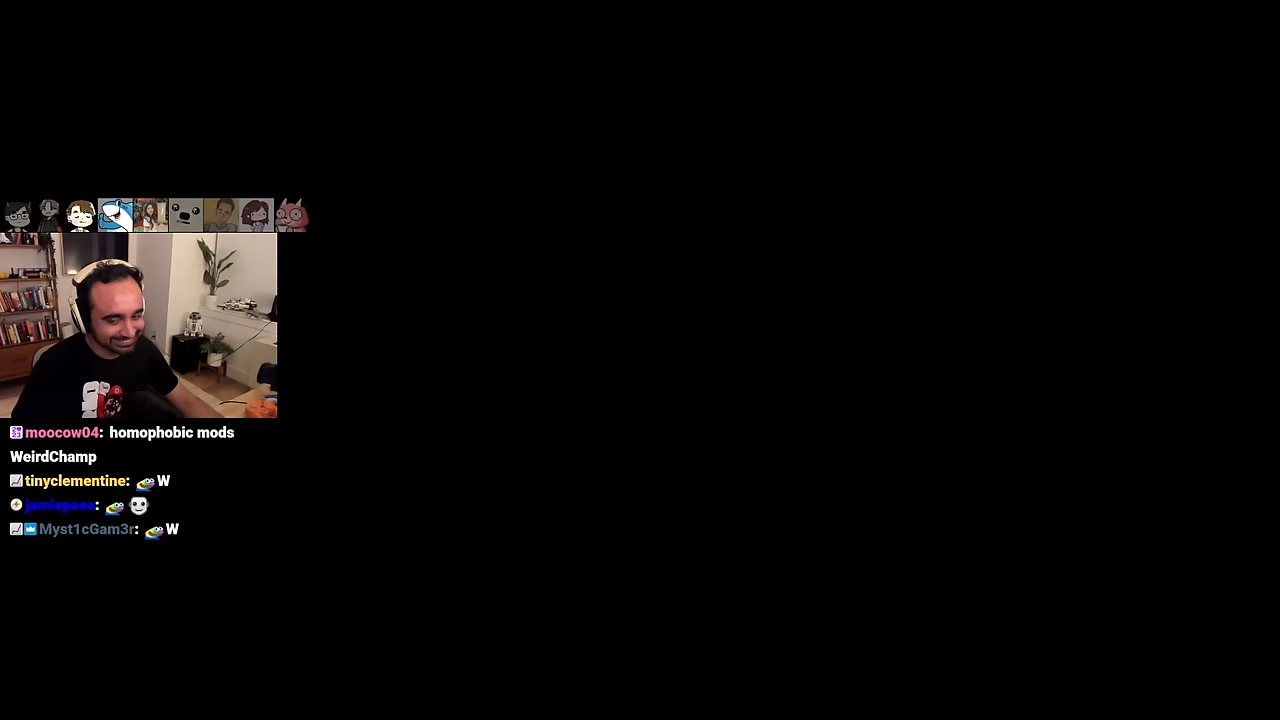 moocow04: homophobic mods
WeirdChamp
tinyclementine: W
jamiepeee:
Myst1cGam3r: W